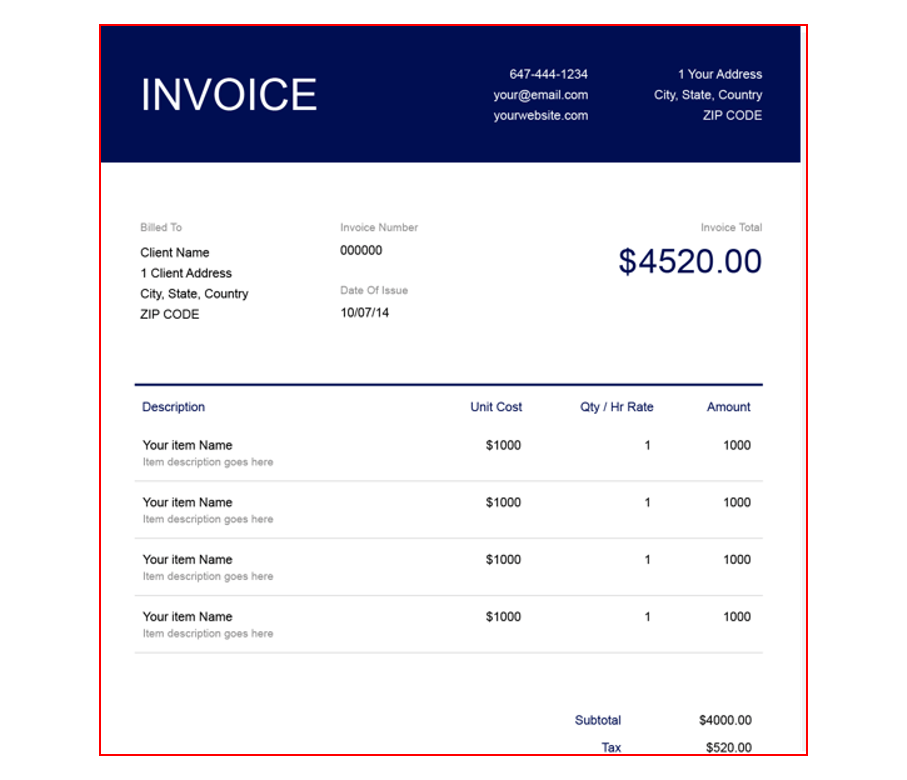 INVOICE
647-444-1234
your@email.com
yourwebsite.com
1 Your Address
City, State, Country
ZIP CODE
Billed To
Client Name
1 Client Address
City, State, Country
ZIP CODE
Invoice Number
000000
Date Of Issue
10/07/14
Invoice Total
$4520.00
Description Unit Cost Qty / Hr Rate Amount
Your item Name $1000 1 1000
Item description goes here
Your item Name $1000 1 1000
Item description goes here
Your item Name $1000 1 1000
Item description goes here
Your item Name $1000 1 1000
Item description goes here
Subtotal $4000.00
Tax $520.00